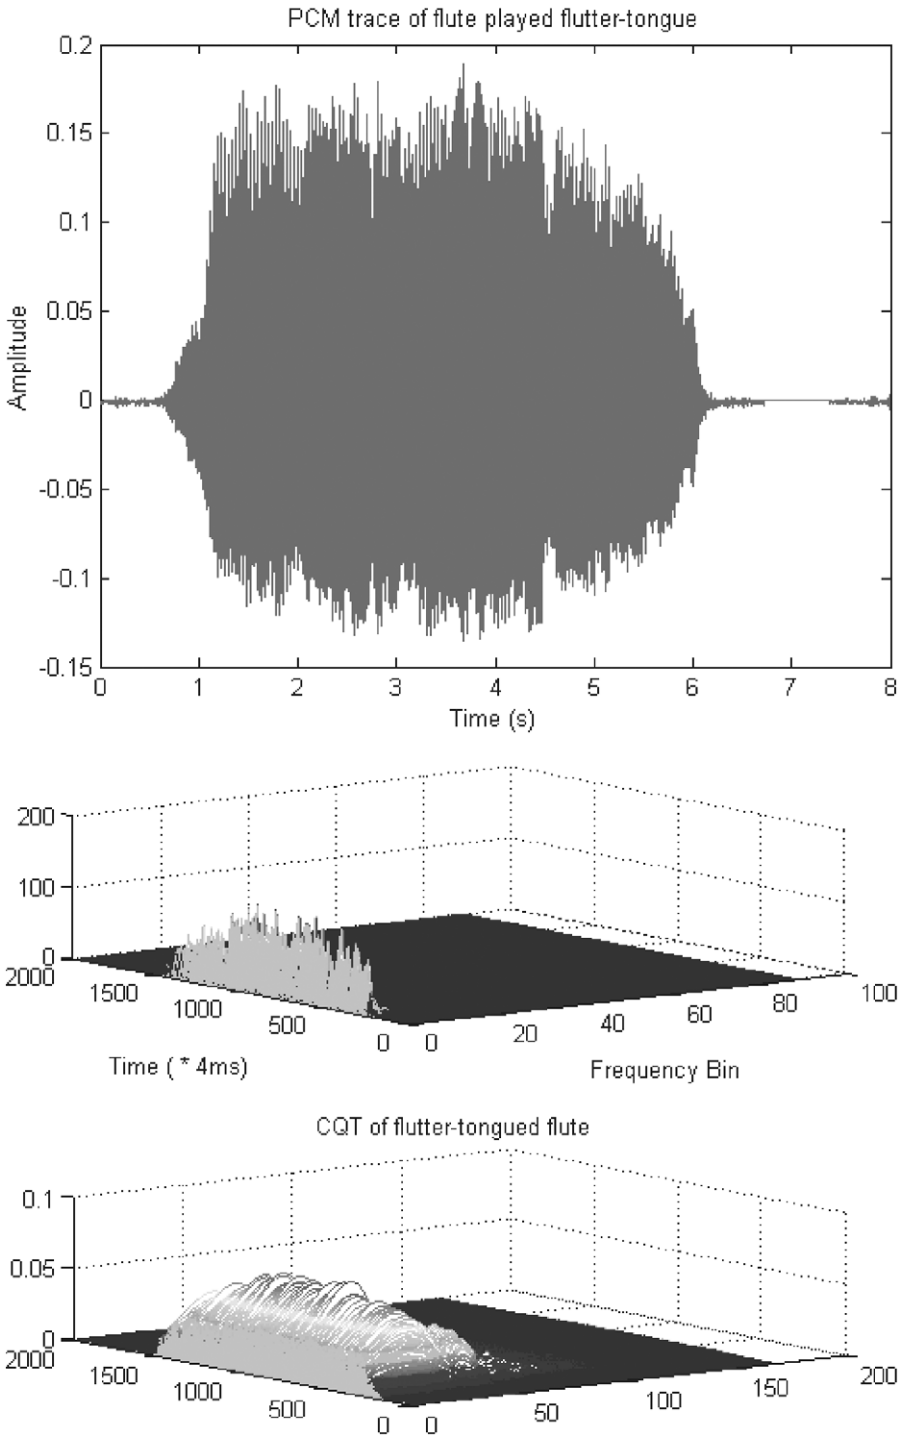 PCM trace of flute played flutter-tongue
0.2
0.15
0.1
0.05
0
-0.05
-0.1
-0.15
Amplitude
0 1 2 3 4 5 6 7 8
Time (s)
200
100
0
2000 1500 1000 500 0
0 20 40 60 80 100
Time ( * 4ms)
Frequency Bin
CQT of flutter-tongued flute
0.1
0.05
0
2000 1500 1000 500 0
0 50 100 150 200